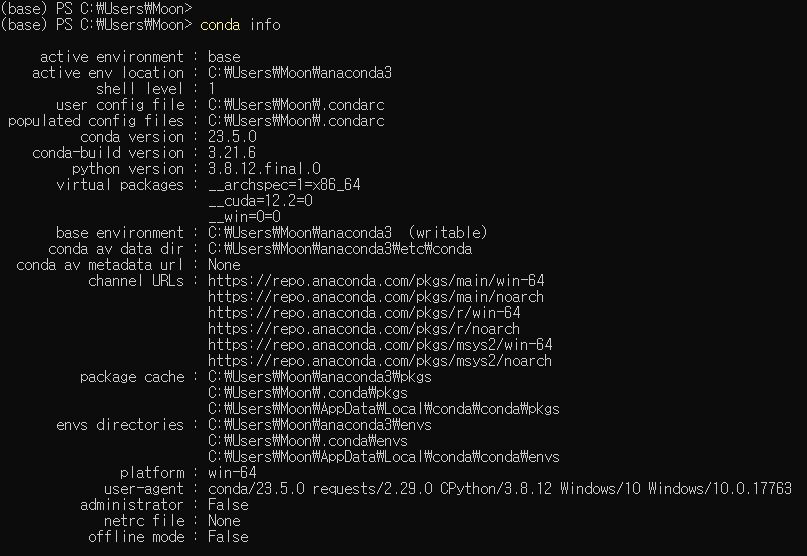 (base) PS C:₩Users₩Moon>
(base) PS C:₩Users₩Moon> conda info
active environment : base
active env location : C:₩Users₩Moon₩anaconda3
shell level : 1
user config file : C:₩Users₩Moon₩.condarc
populated config files : C:₩Users₩Moon₩.condarc
conda version : 23.5.0
conda-build version : 3.21.6
python version : 3.8.12.final.0
virtual packages : __archspec=1=x86_64
__cuda=12.2=0
__win=0=0
base environment : C:₩Users₩Moon₩anaconda3  (writable)
conda av data dir : C:₩Users₩Moon₩anaconda3₩etc₩conda
conda av metadata url : None
channel URLs : https://repo.anaconda.com/pkgs/main/win-64
https://repo.anaconda.com/pkgs/main/noarch
https://repo.anaconda.com/pkgs/r/win-64
https://repo.anaconda.com/pkgs/r/noarch
https://repo.anaconda.com/pkgs/msys2/win-64
https://repo.anaconda.com/pkgs/msys2/noarch
package cache : C:₩Users₩Moon₩anaconda3₩pkgs
C:₩Users₩Moon₩.conda₩pkgs
C:₩Users₩Moon₩AppData₩Local₩conda₩conda₩pkgs
envs directories : C:₩Users₩Moon₩anaconda3₩envs
C:₩Users₩Moon₩.conda₩envs
C:₩Users₩Moon₩AppData₩Local₩conda₩conda₩envs
platform : win-64
user-agent : conda/23.5.0 requests/2.29.0 CPython/3.8.12 Windows/10 Windows/10.0.17763
administrator : False
netrc file : None
offline mode : False